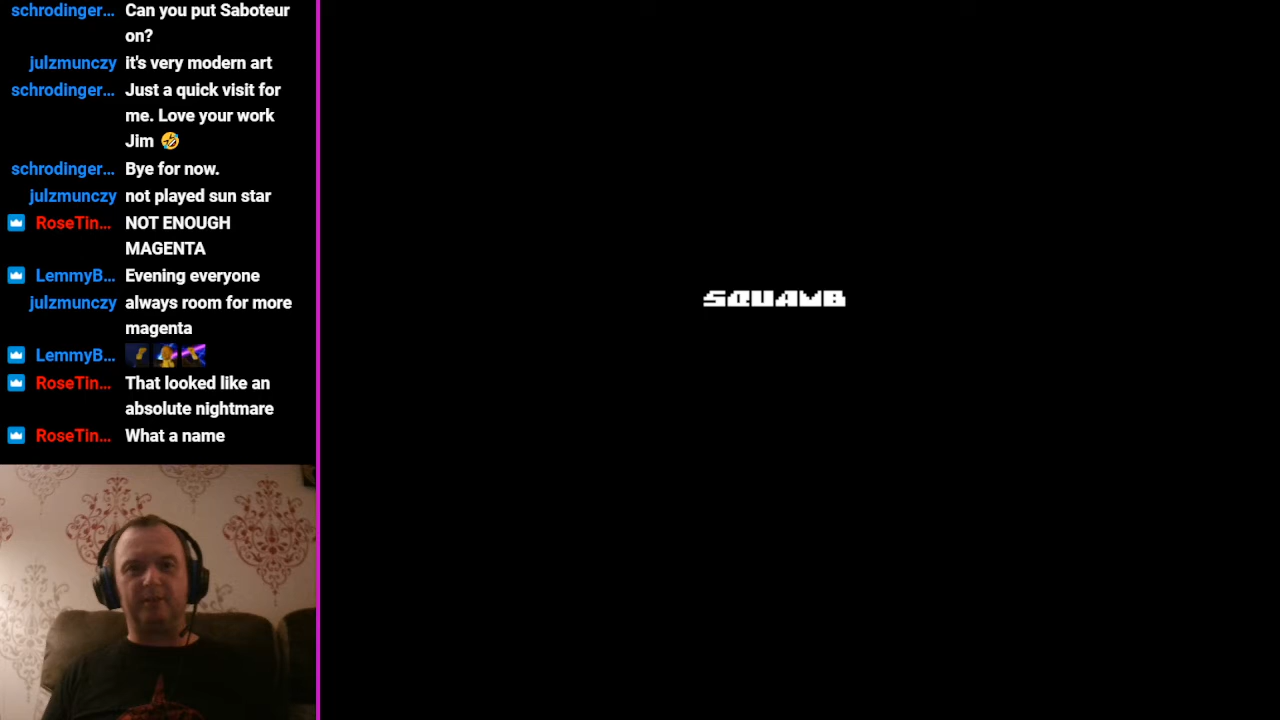 schrodinger... Can you put Saboteur
on?
julzmunczy it's very modern art
schrodinger... Just a quick visit for
me. Love your work
Jim 🤣
schrodinger... Bye for now.
julzmunczy not played sun star
RoseTin... NOT ENOUGH
MAGENTA
LemmyB... Evening everyone
julzmunczy always room for more
magenta
LemmyB...
RoseTin... That looked like an
absolute nightmare
RoseTin... What a name
SQUAWB